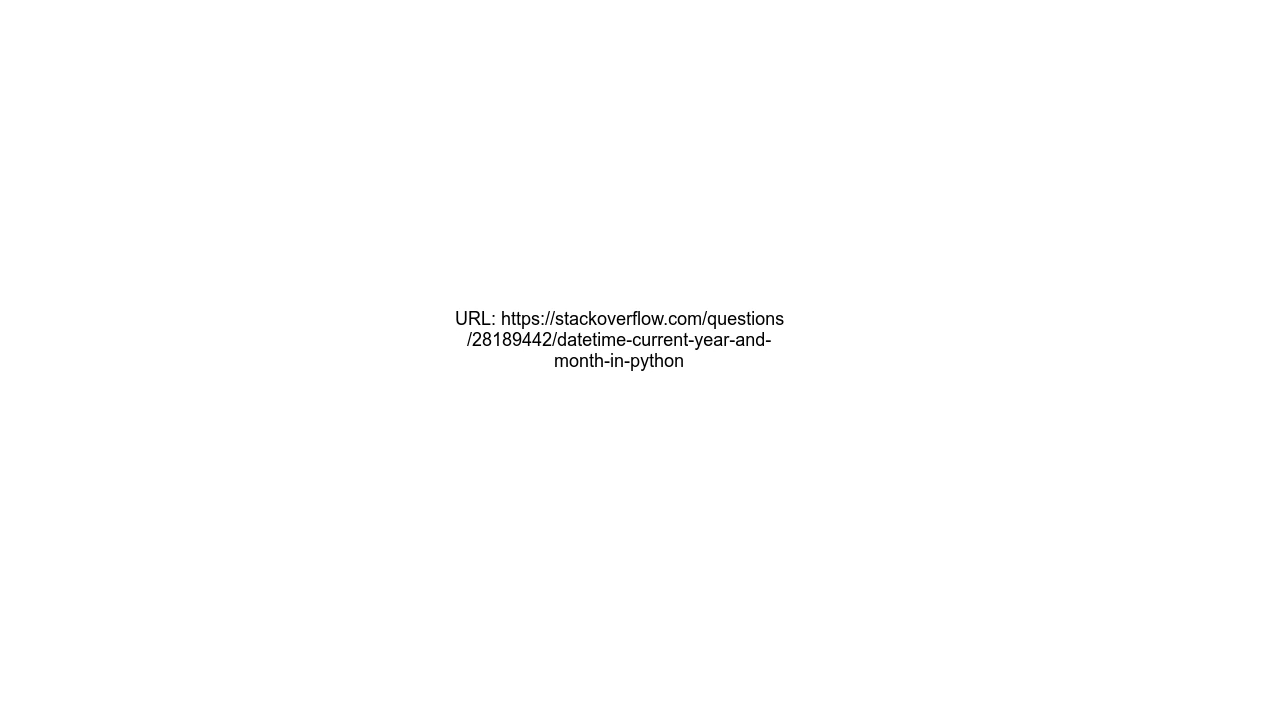 URL: https://stackoverflow.com/questions
/28189442/datetime-current-year-and-
month-in-python